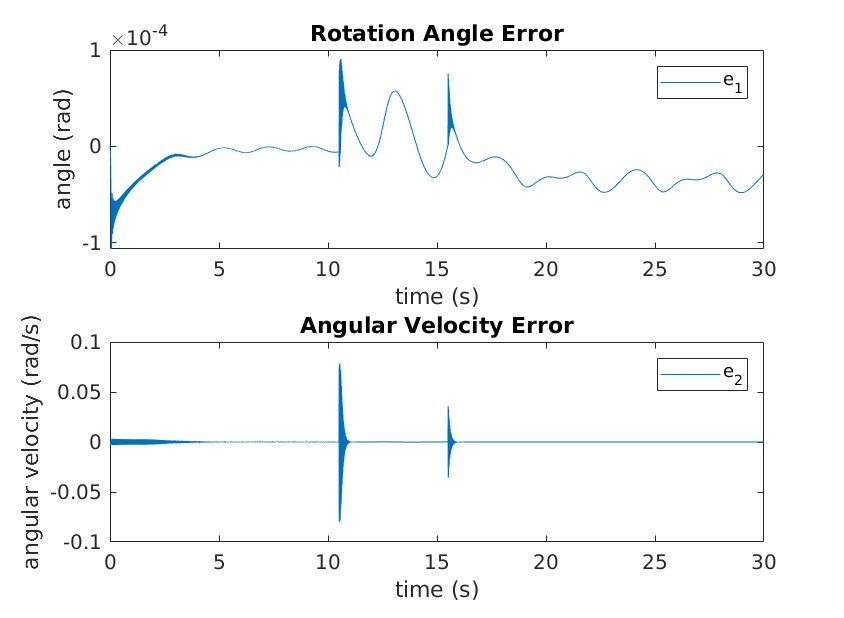 Rotation Angle Error
×10-4
1
0
-1
angle (rad)
e1
0 5 10 15 20 25 30
time (s)
Angular Velocity Error
0.1
0.05
0
-0.05
-0.1
angular velocity (rad/s)
e2
0 5 10 15 20 25 30
time (s)